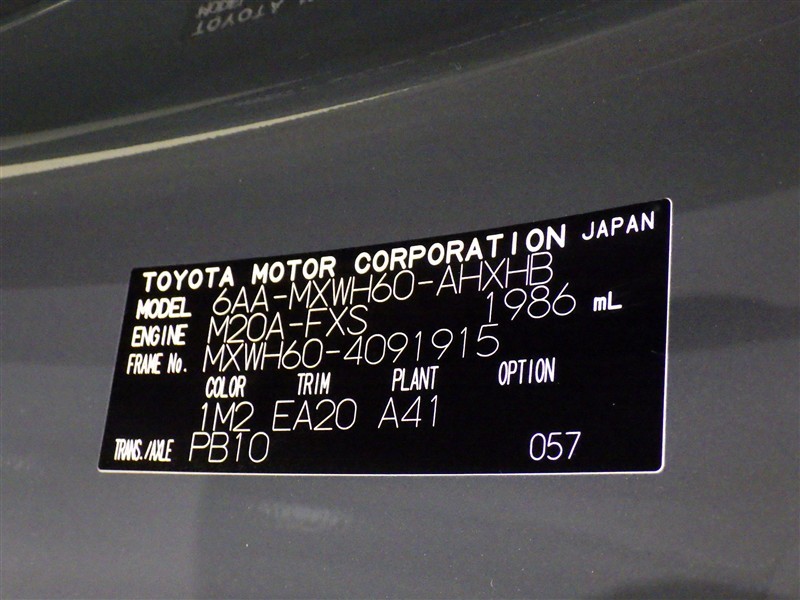 TOYOTA MOTOR CORPORATION JAPAN
MODEL 6AA-MXWH60-AHXHB
ENGINE M20A-FXS 1986 mL
FRAME No. MXWH60-4091915
COLOR TRIM PLANT OPTION
1M2 EA20 A41
TRANS./AXLE PB10 057